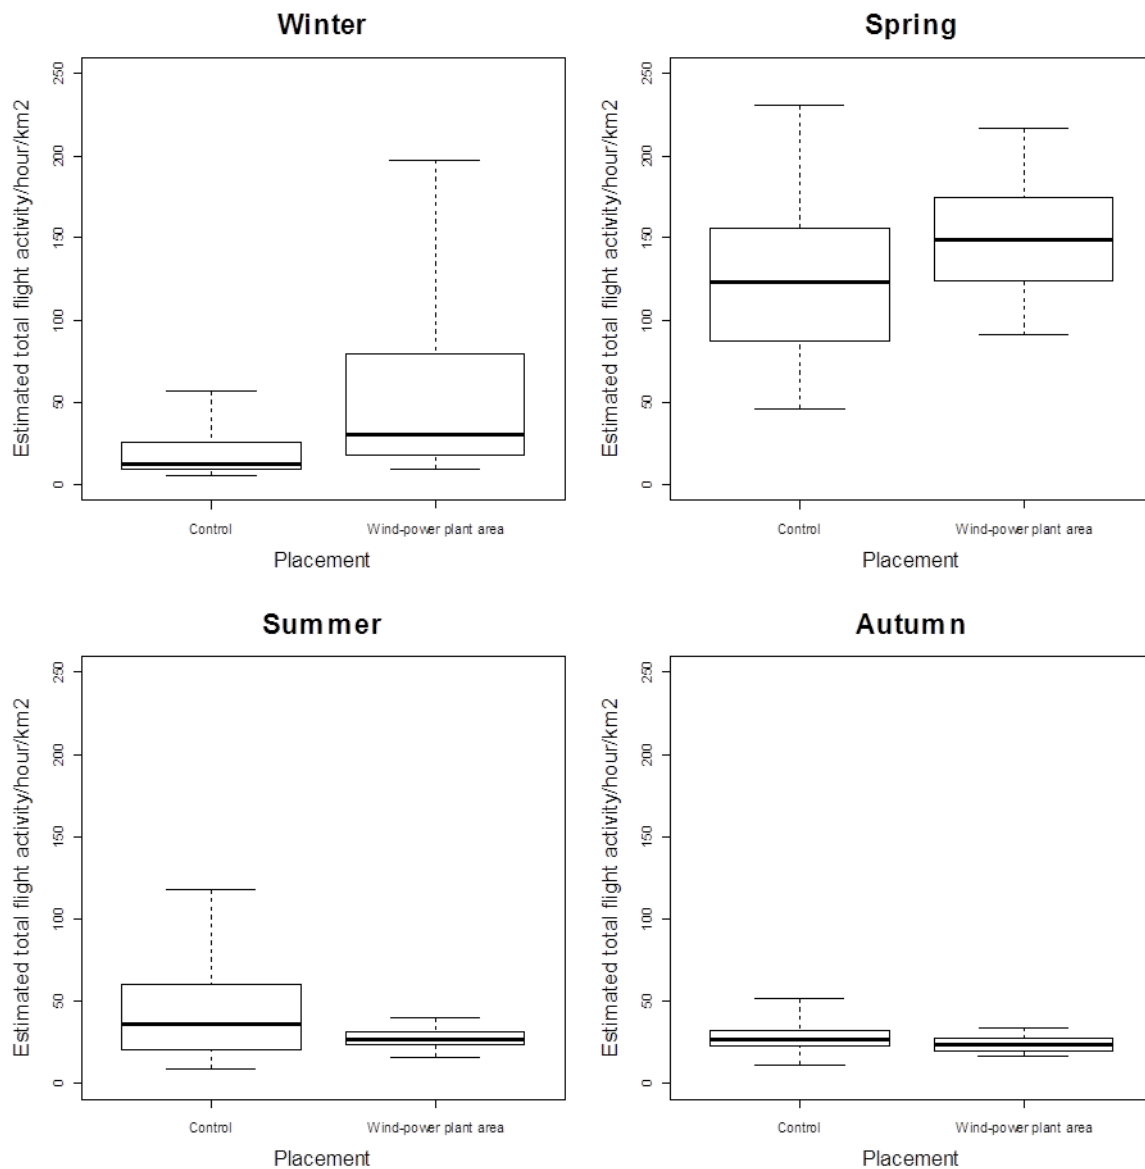 Winter
Estimated total flight activity/hour/km2
250
200
150
100
50
0
Control
Wind-power plant area
Placement
Spring
Estimated total flight activity/hour/km2
250
200
150
100
50
0
Control
Wind-power plant area
Placement
Summer
Estimated total flight activity/hour/km2
250
200
150
100
50
0
Control
Wind-power plant area
Placement
Autumn
Estimated total flight activity/hour/km2
250
200
150
100
50
0
Control
Wind-power plant area
Placement